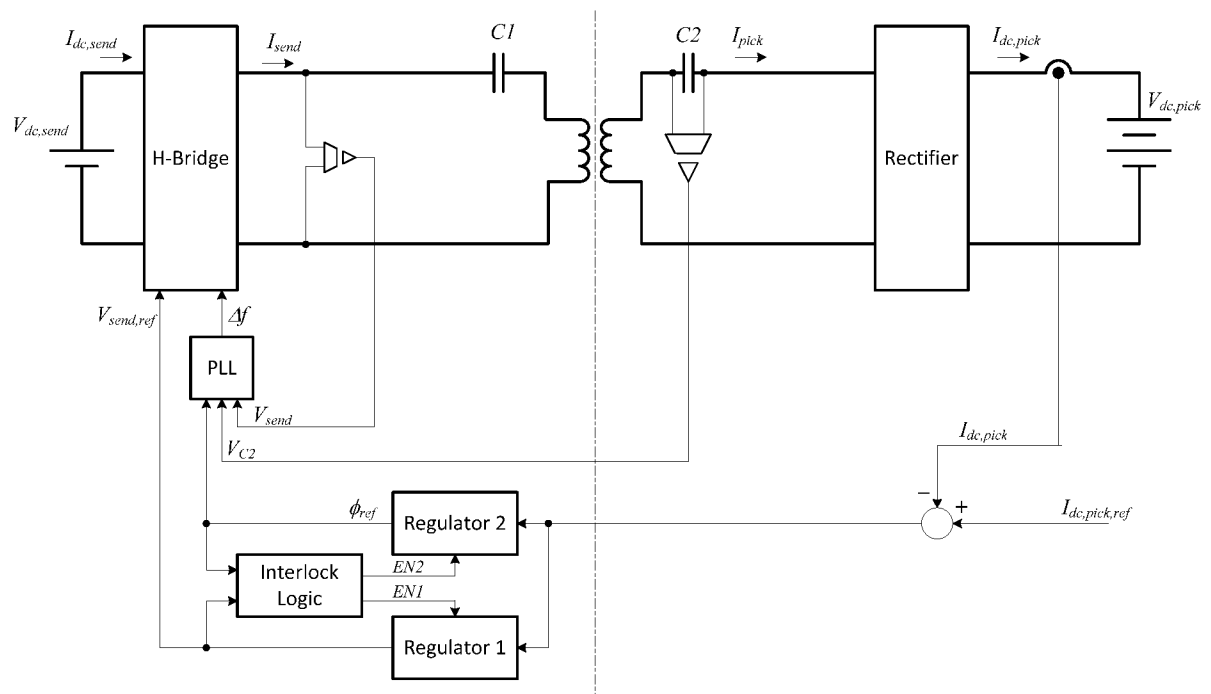 I_dc,send
I_send
C1
C2
I_pick
I_dc,pick
V_dc,send
H-Bridge
Rectifier
V_dc,pick
V_send,ref
Δf
PLL
V_send
V_C2
I_dc,pick
−
+
I_dc,pick,ref
ϕ_ref
Regulator 2
Interlock
Logic
EN2
EN1
Regulator 1